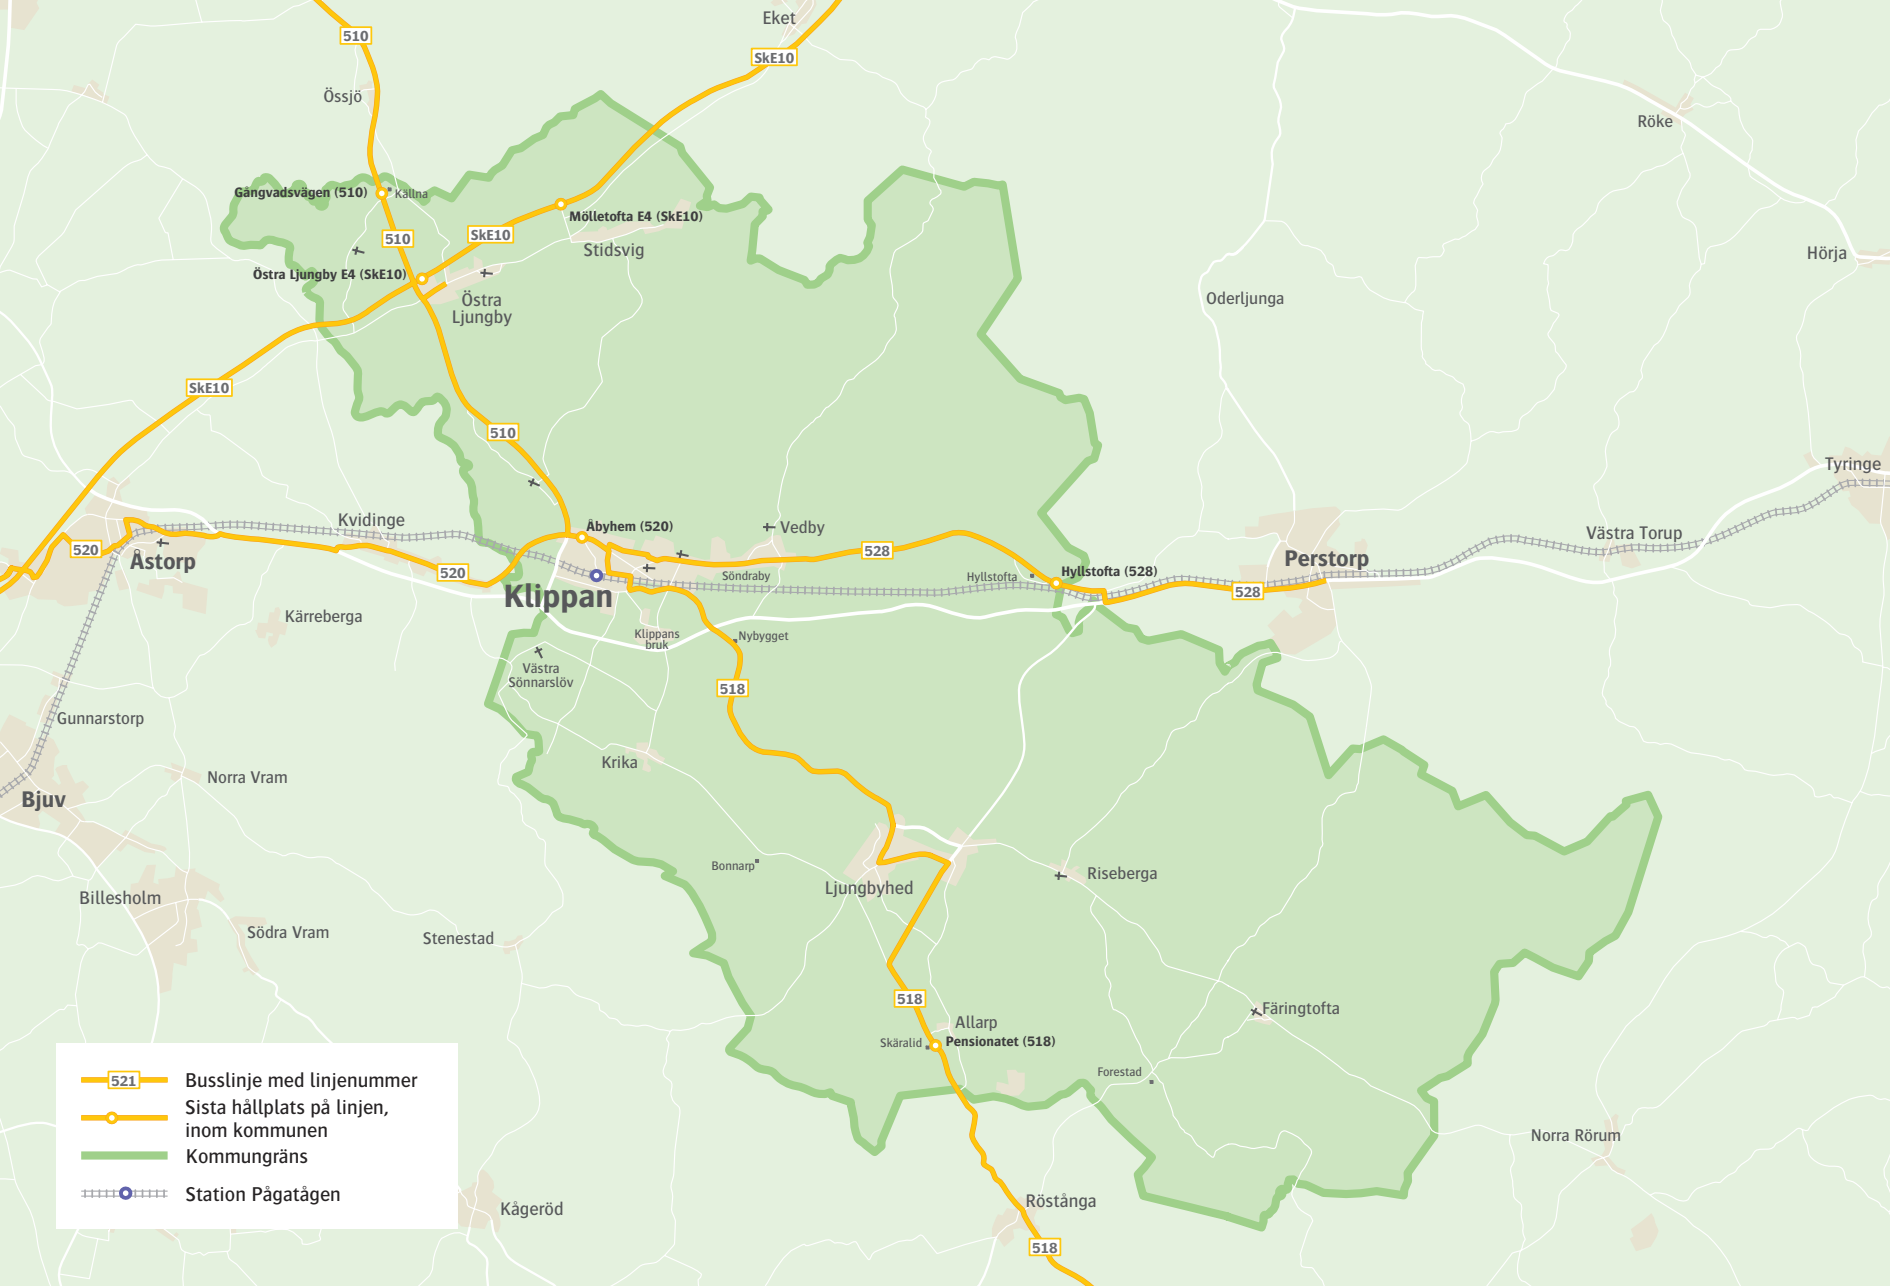 Eket
510
SkE10
Össjö
Röke
Gångvadsvägen (510)
Källna
Mölletofta E4 (SkE10)
510
SkE10
Stidsvig
Hörja
Östra Ljungby E4 (SkE10)
Östra
Ljungby
Oderljunga
SkE10
510
Tyringe
Kvidinge
Åbyhem (520)
Vedby
Västra Torup
520
Åstorp
528
Perstorp
520
Söndraby
Hyllstofta
Hyllstofta (528)
528
Klippan
Kärreberga
Klippans
bruk
Nybygget
Västra
Sönnarslöv
518
Gunnarstorp
Krika
Norra Vram
Bjuv
Bonnarp
Riseberga
Ljungbyhed
Billesholm
Södra Vram
Stenestad
518
Färingtofta
Allarp
Skäralid
Pensionatet (518)
Forestad
521
Busslinje med linjenummer
Sista hållplats på linjen,
inom kommunen
Kommungräns
Station Pågatågen
Norra Rörum
Kågeröd
Röstånga
518